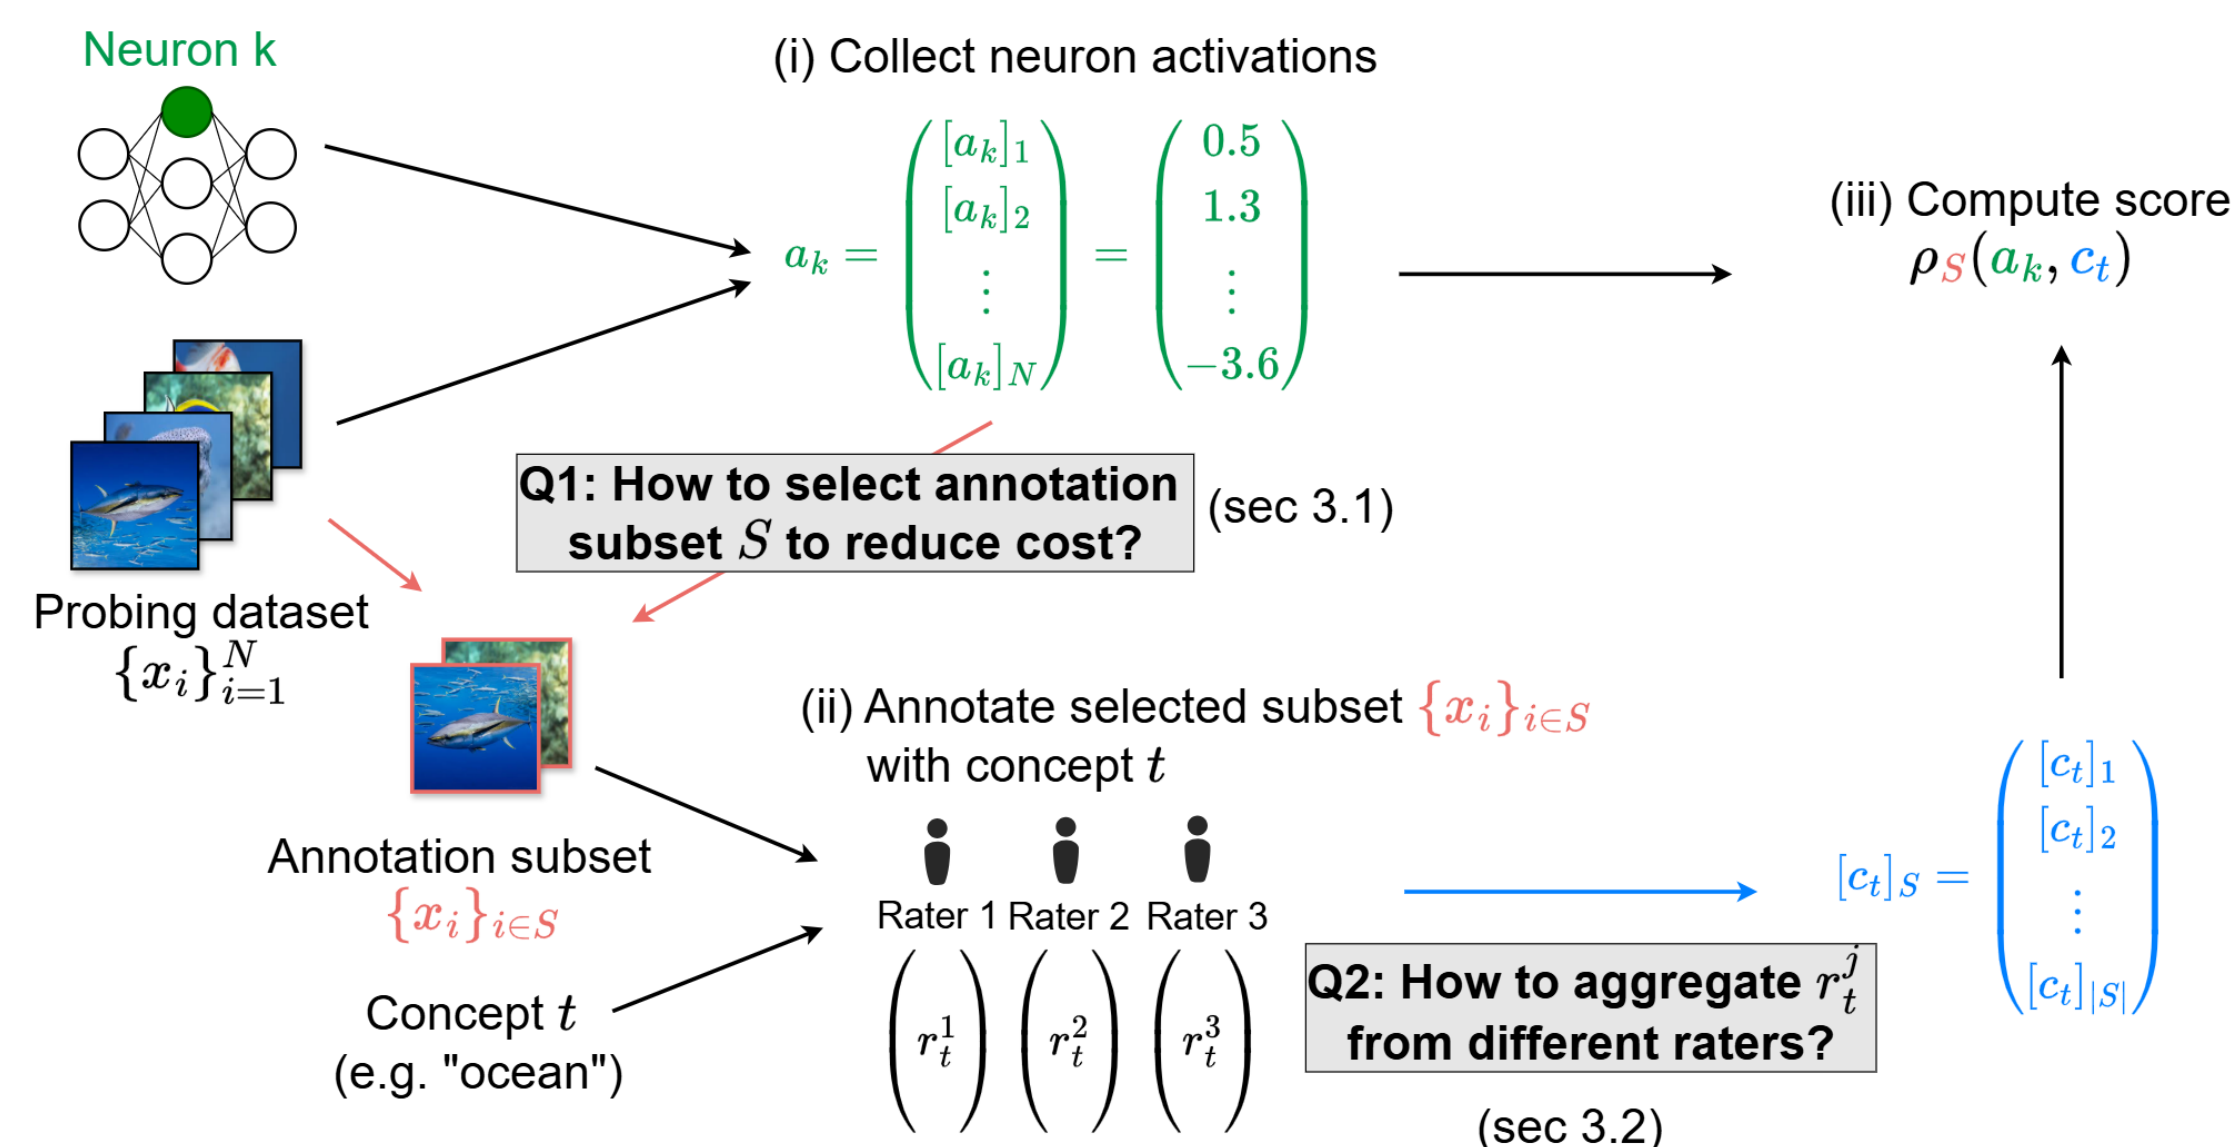 Neuron k
(i) Collect neuron activations
[a_k]_1
[a_k]_2
⋮
[a_k]_N
a_k =
=
0.5
1.3
⋮
−3.6
(iii) Compute score
ρ_S(a_k, c_t)
Q1: How to select annotation
subset S to reduce cost?
(sec 3.1)
Probing dataset
{x_i}_{i=1}^N
(ii) Annotate selected subset {x_i}_{i∈S}
with concept t
Annotation subset
{x_i}_{i∈S}
Concept t
(e.g. "ocean")
Rater 1 Rater 2 Rater 3
r_t^1 r_t^2 r_t^3
Q2: How to aggregate r_t^j
from different raters?
(sec 3.2)
[c_t]_S =
[c_t]_1
[c_t]_2
⋮
[c_t]_{|S|}